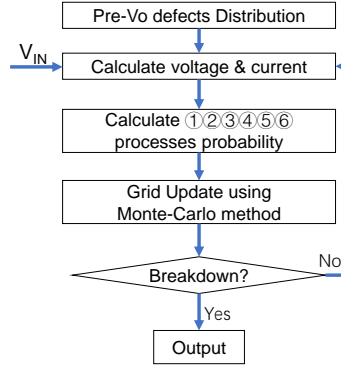 Pre-Vo defects Distribution
V_IN
Calculate voltage & current
Calculate ①②③④⑤⑥
processes probability
Grid Update using
Monte-Carlo method
Breakdown?
No
Yes
Output